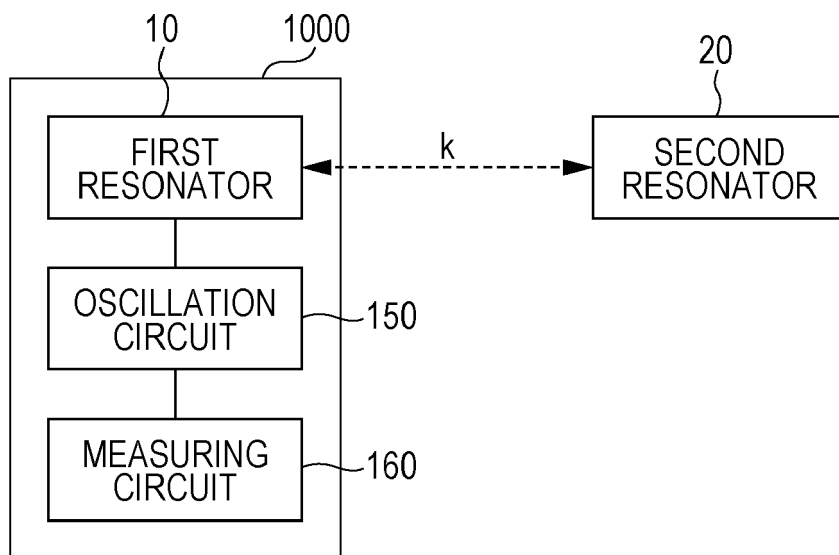 10
1000
20
FIRST
RESONATOR
k
SECOND
RESONATOR
OSCILLATION
CIRCUIT
150
MEASURING
CIRCUIT
160